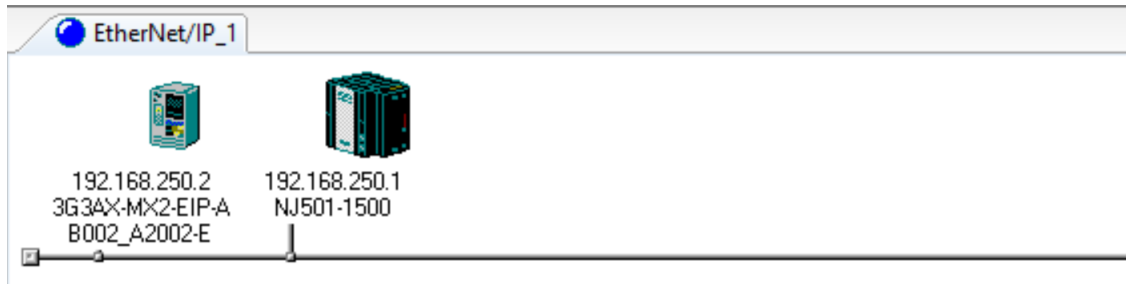 EtherNet/IP_1
192.168.250.2
3G3AX-MX2-EIP-A
B002_A2002-E
192.168.250.1
NJ501-1500